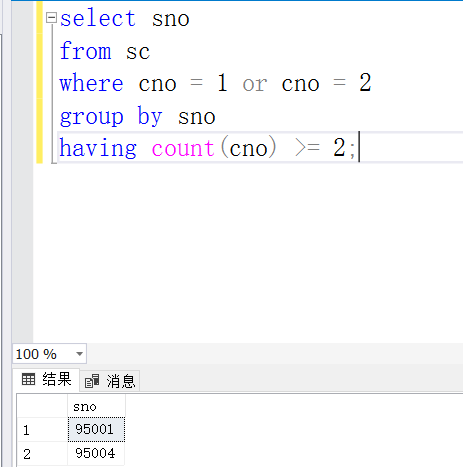 select sno
from sc
where cno = 1 or cno = 2
group by sno
having count(cno) >= 2;
100 %
结果 消息
sno
1 95001
2 95004